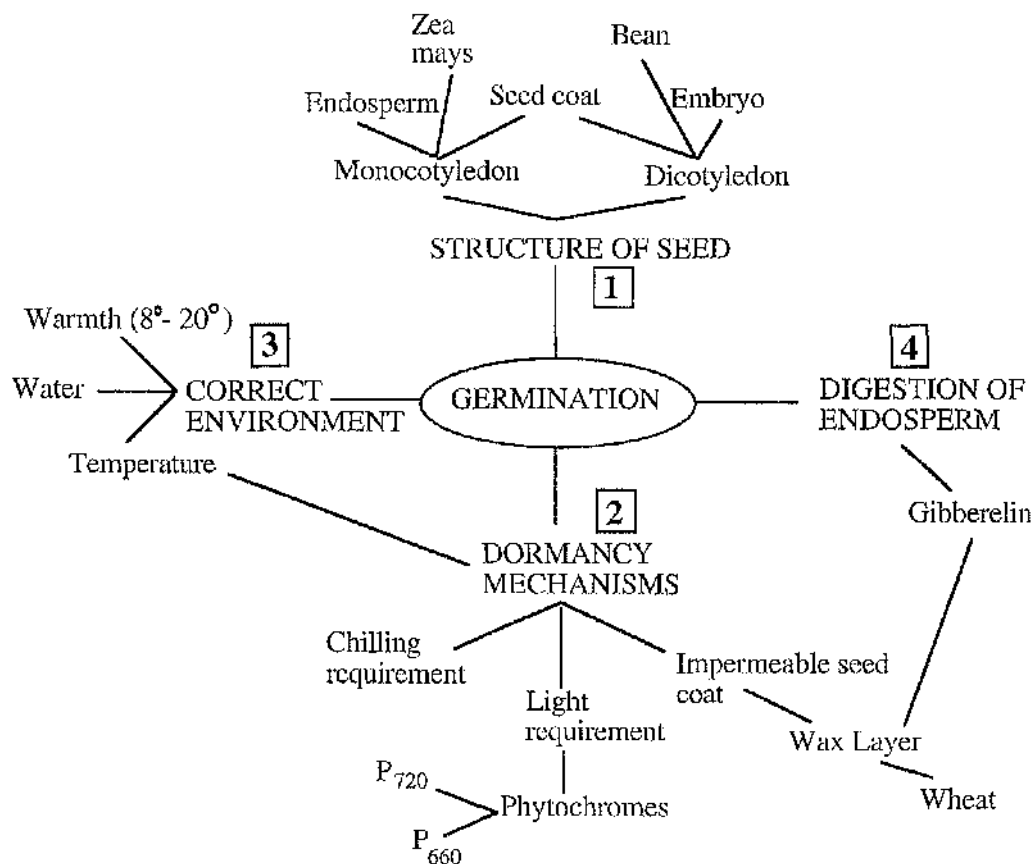 Zea
mays
Bean
Endosperm
Seed coat
Embryo
Monocotyledon
Dicotyledon
STRUCTURE OF SEED
1
Warmth (8°- 20°)
3
4
Water
CORRECT
ENVIRONMENT
GERMINATION
DIGESTION OF
ENDOSPERM
Temperature
Gibberelin
2
DORMANCY
MECHANISMS
Chilling
requirement
Impermeable seed
coat
Light
requirement
Wax Layer
P720
Phytochromes
Wheat
P660